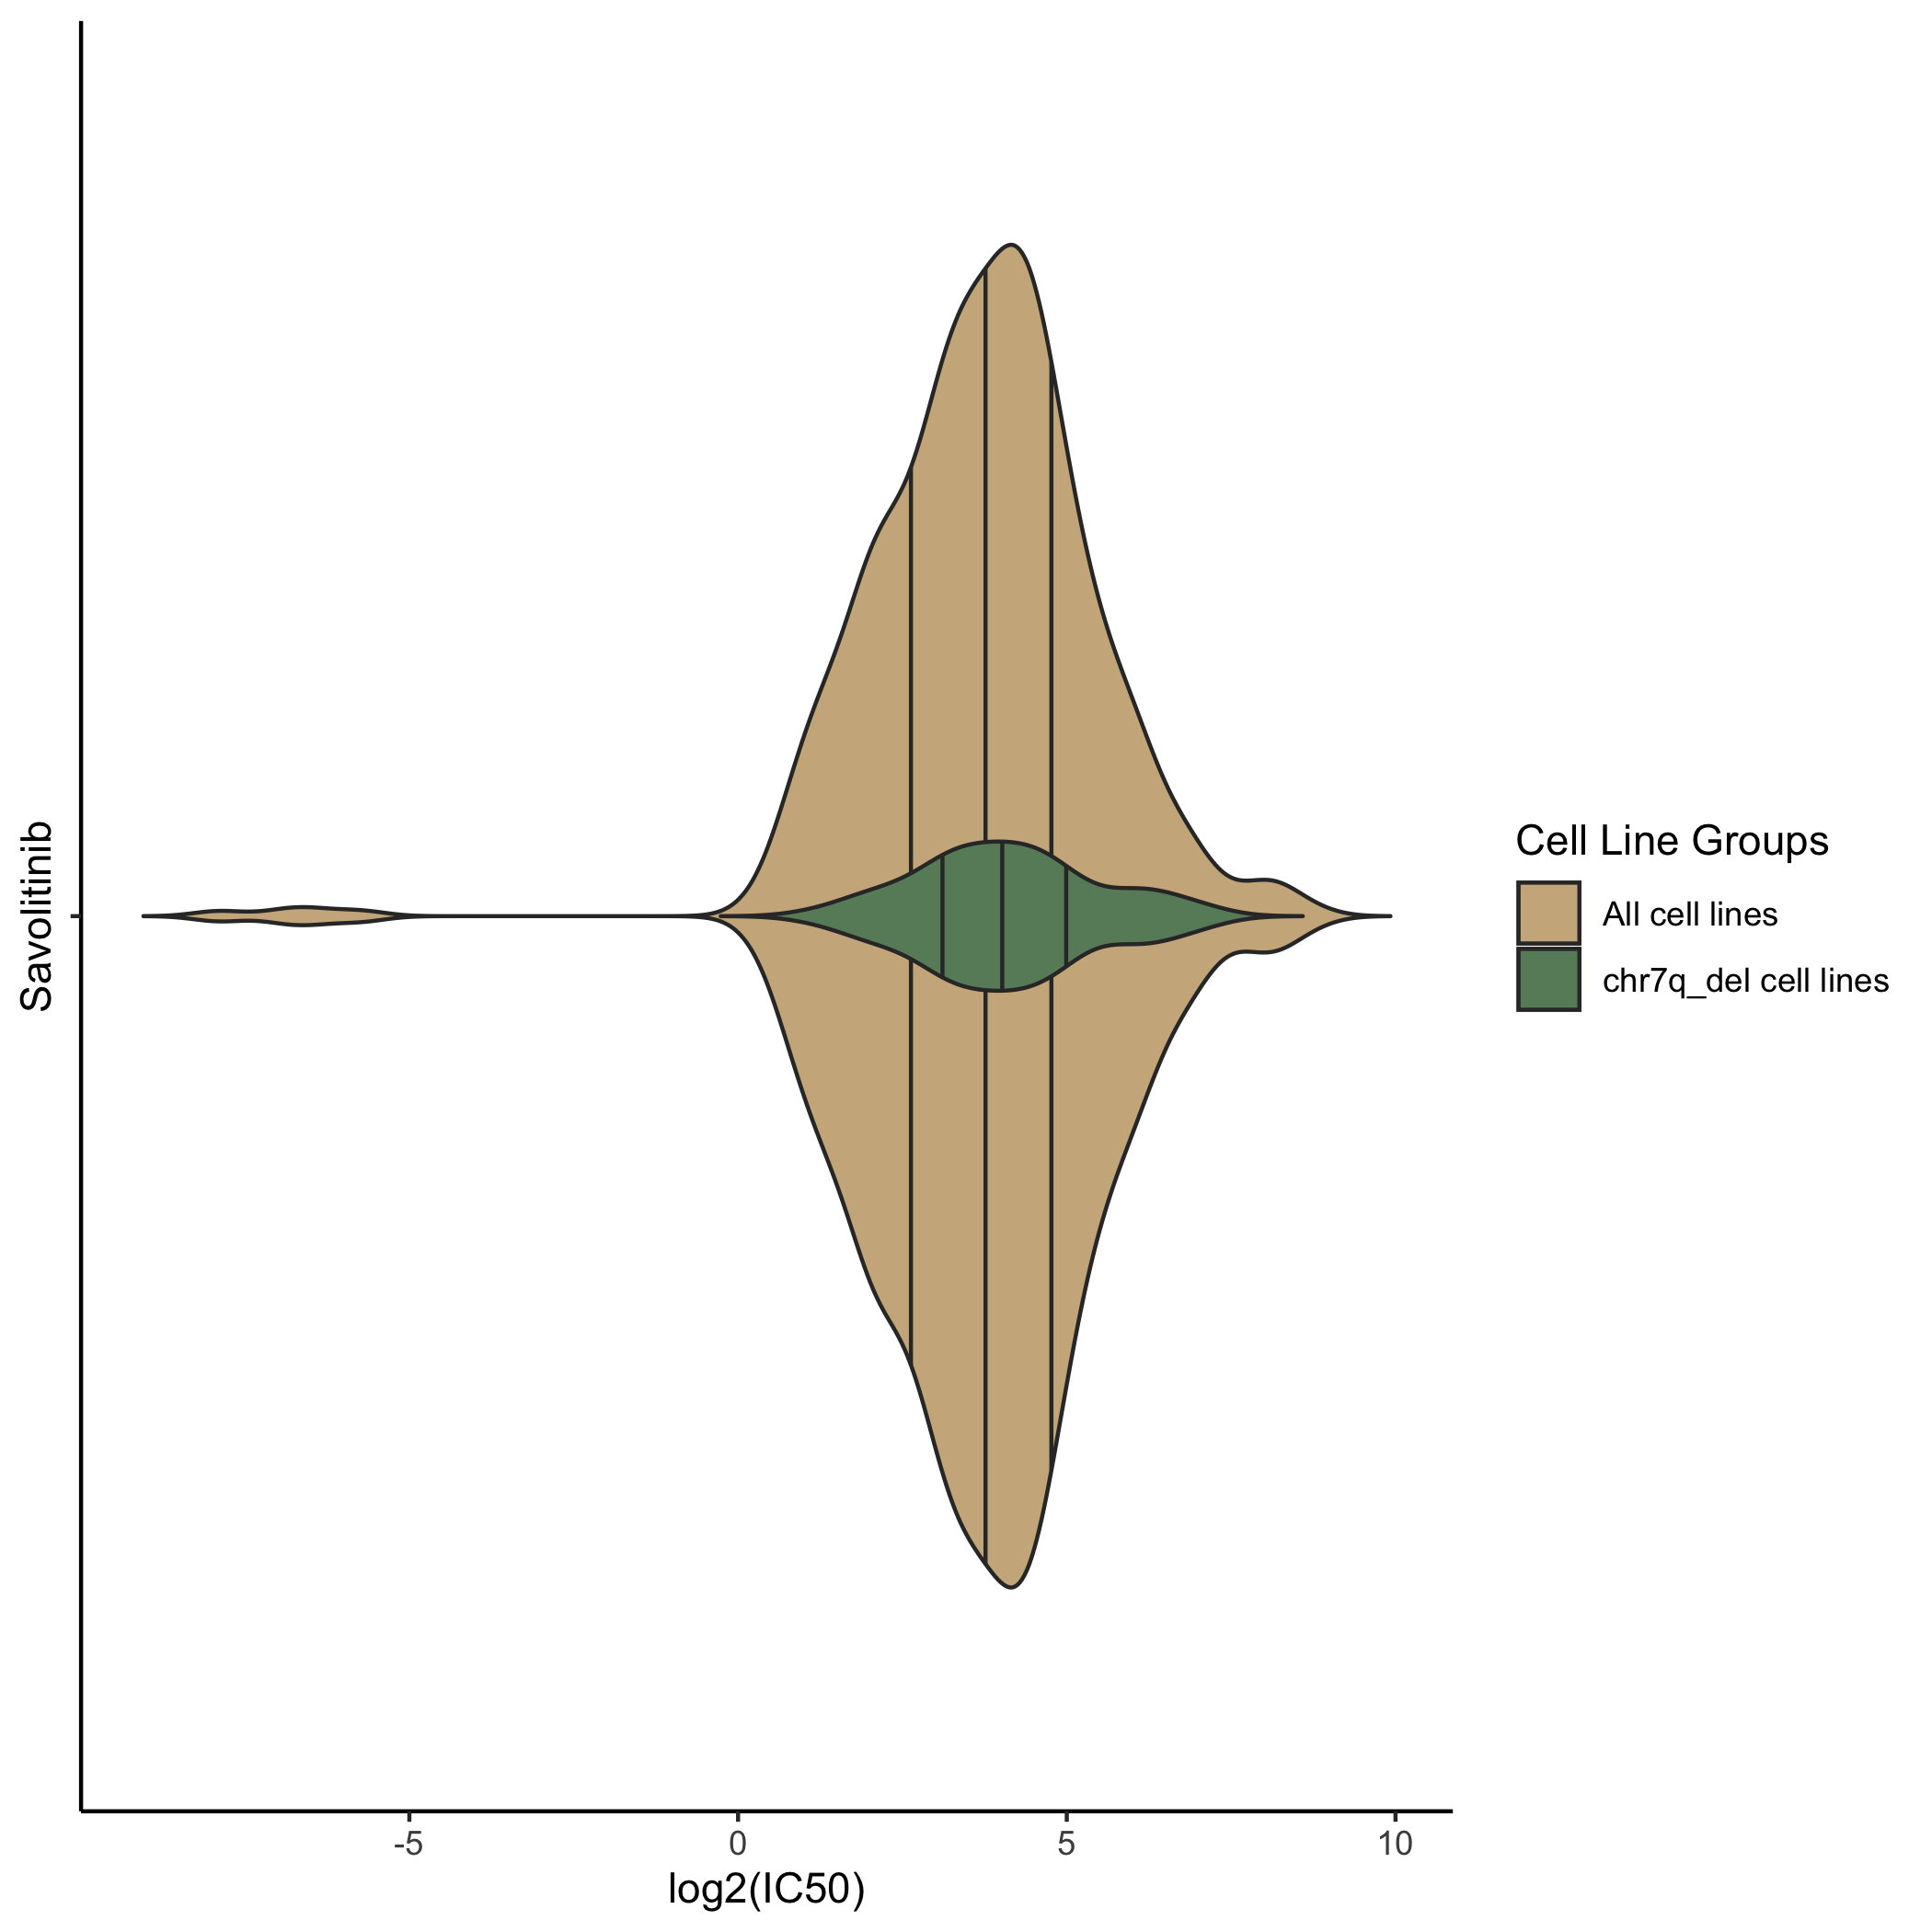 Savolitinib
-5
0
5
10
log2(IC50)
Cell Line Groups
All cell lines
chr7q_del cell lines